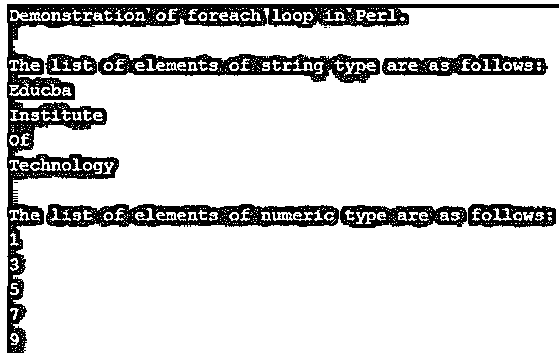 Demonstration of foreach loop in Perl.
The list of elements of string type are as follows:
Educba
Institute
Of
Technology
The list of elements of numeric type are as follows:
1
3
5
7
9